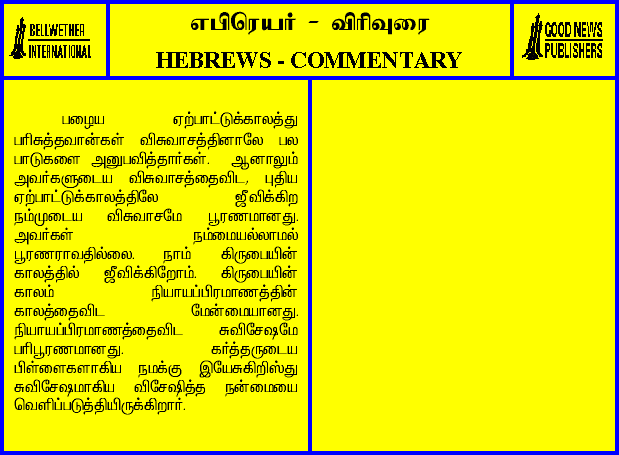 BELLWETHER
INTERNATIONAL
எபிரெயர் - விரிவுரை
HEBREWS - COMMENTARY
GOOD NEWS
PUBLISHERS
பழைய ஏற்பாட்டுக்காலத்து
பரிசுத்தவான்கள் விசுவாசத்தினாலே பல
பாடுகளை அனுபவித்தார்கள். ஆனாலும்
அவர்களுடைய விசுவாசத்தைவிட, புதிய
ஏற்பாட்டுக்காலத்திலே ஜீவிக்கிற
நம்முடைய விசுவாசமே பூரணமானது.
அவர்கள் நம்மையல்லாமல்
பூரணராவதில்லை. நாம் கிருபையின்
காலத்தில் ஜீவிக்கிறோம். கிருபையின்
காலம் நியாயப்பிரமாணத்தின்
காலத்தைவிட மேன்மையானது.
நியாயப்பிரமாணத்தைவிட சுவிசேஷமே
பரிபூரணமானது. கர்த்தருடைய
பிள்ளைகளாகிய நமக்கு இயேசுகிறிஸ்து
சுவிசேஷமாகிய விசேஷித்த நன்மையை
வெளிப்படுத்தியிருக்கிறார்.